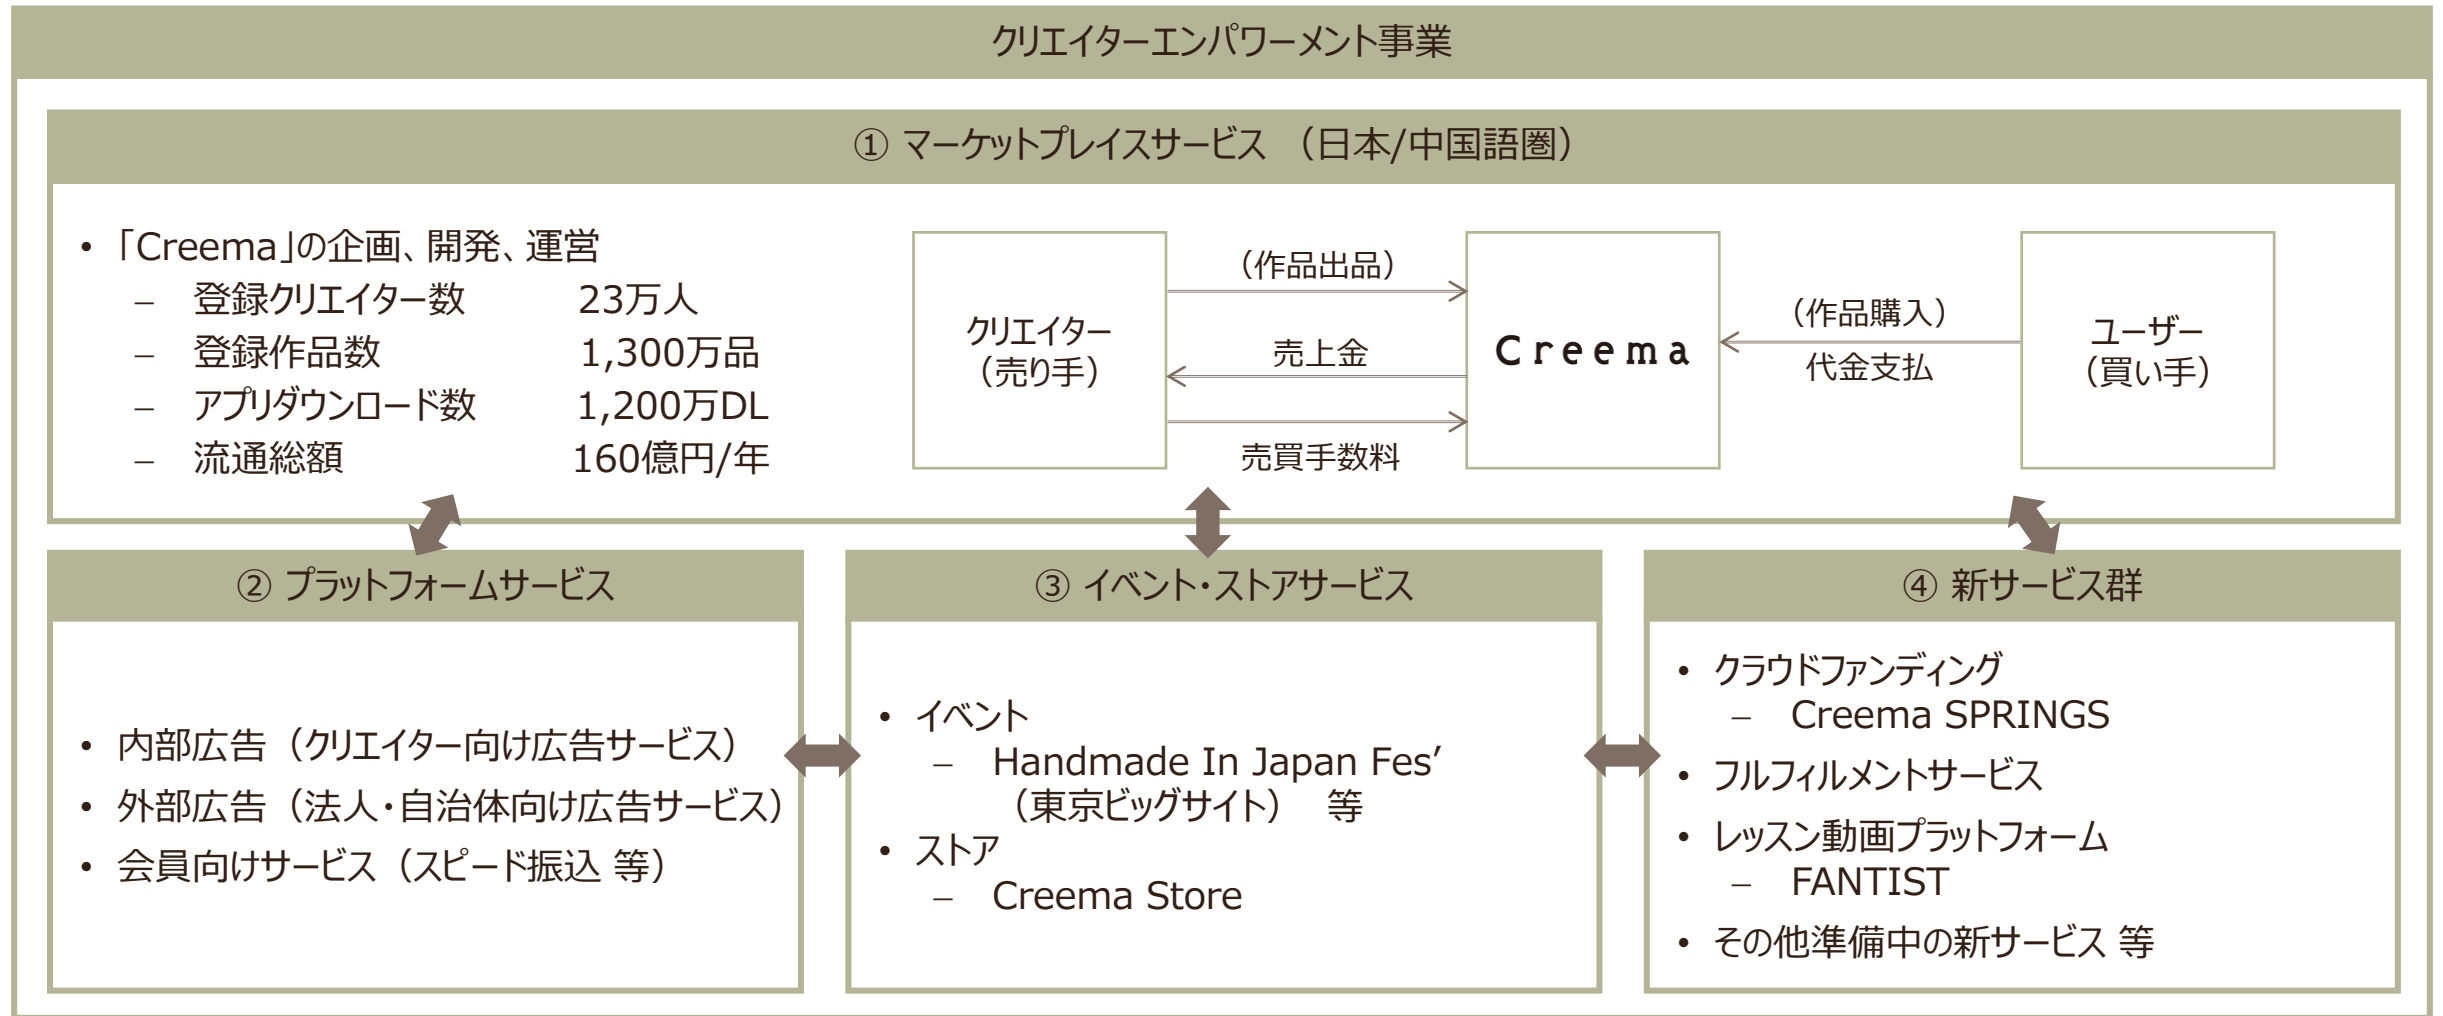 クリエイターエンパワーメント事業
① マーケットプレイスサービス （日本/中国語圏）
• 「Creema」の企画、開発、運営
– 登録クリエイター数 23万人
– 登録作品数 1,300万品
– アプリダウンロード数 1,200万DL
– 流通総額 160億円/年
クリエイター
（売り手）
（作品出品）
売上金
売買手数料
Creema
（作品購入）
代金支払
ユーザー
（買い手）
② プラットフォームサービス
• 内部広告（クリエイター向け広告サービス）
• 外部広告（法人・自治体向け広告サービス）
• 会員向けサービス（スピード振込 等）
③ イベント・ストアサービス
• イベント
– Handmade In Japan Fes’
（東京ビッグサイト） 等
• ストア
– Creema Store
④ 新サービス群
• クラウドファンディング
– Creema SPRINGS
• フルフィルメントサービス
• レッスン動画プラットフォーム
– FANTIST
• その他準備中の新サービス 等